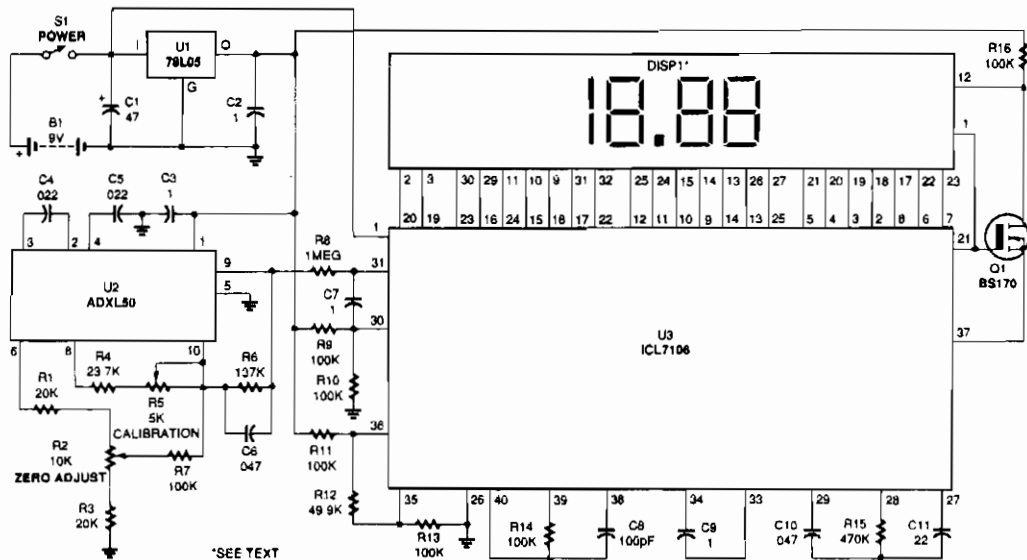 S1
POWER
I
U1
78L05
O
G
+
C1
47
C2
1
B1
9V
+
R16
100K
DISP1*
18.88
12
1
2 3 30 29 11 10 9 31 32 25 24 15 14 13 26 27 21 20 19 18 17 22 23
20 19 23 16 24 15 18 17 22 12 11 10 9 14 13 25 5 4 3 2 8 6 7
C4
022
C5
022
C3
1
3 2 4 1
U2
ADXL50
9
5
6 8 10
R8
1MEG
1
31
C7
1
R9
100K
30
R10
100K
U3
ICL7106
21
Q1
BS170
37
R1
20K
R4
23.7K
R5
5K
CALIBRATION
R6
137K
C6
047
R2
10K
ZERO ADJUST
R7
100K
R11
100K
36
R3
20K
R12
49.9K
35 26 40 39 38 34 33 29 28 27
R13
100K
R14
100K
C8
100pF
C9
1
C10
047
R15
470K
C11
22
*SEE TEXT